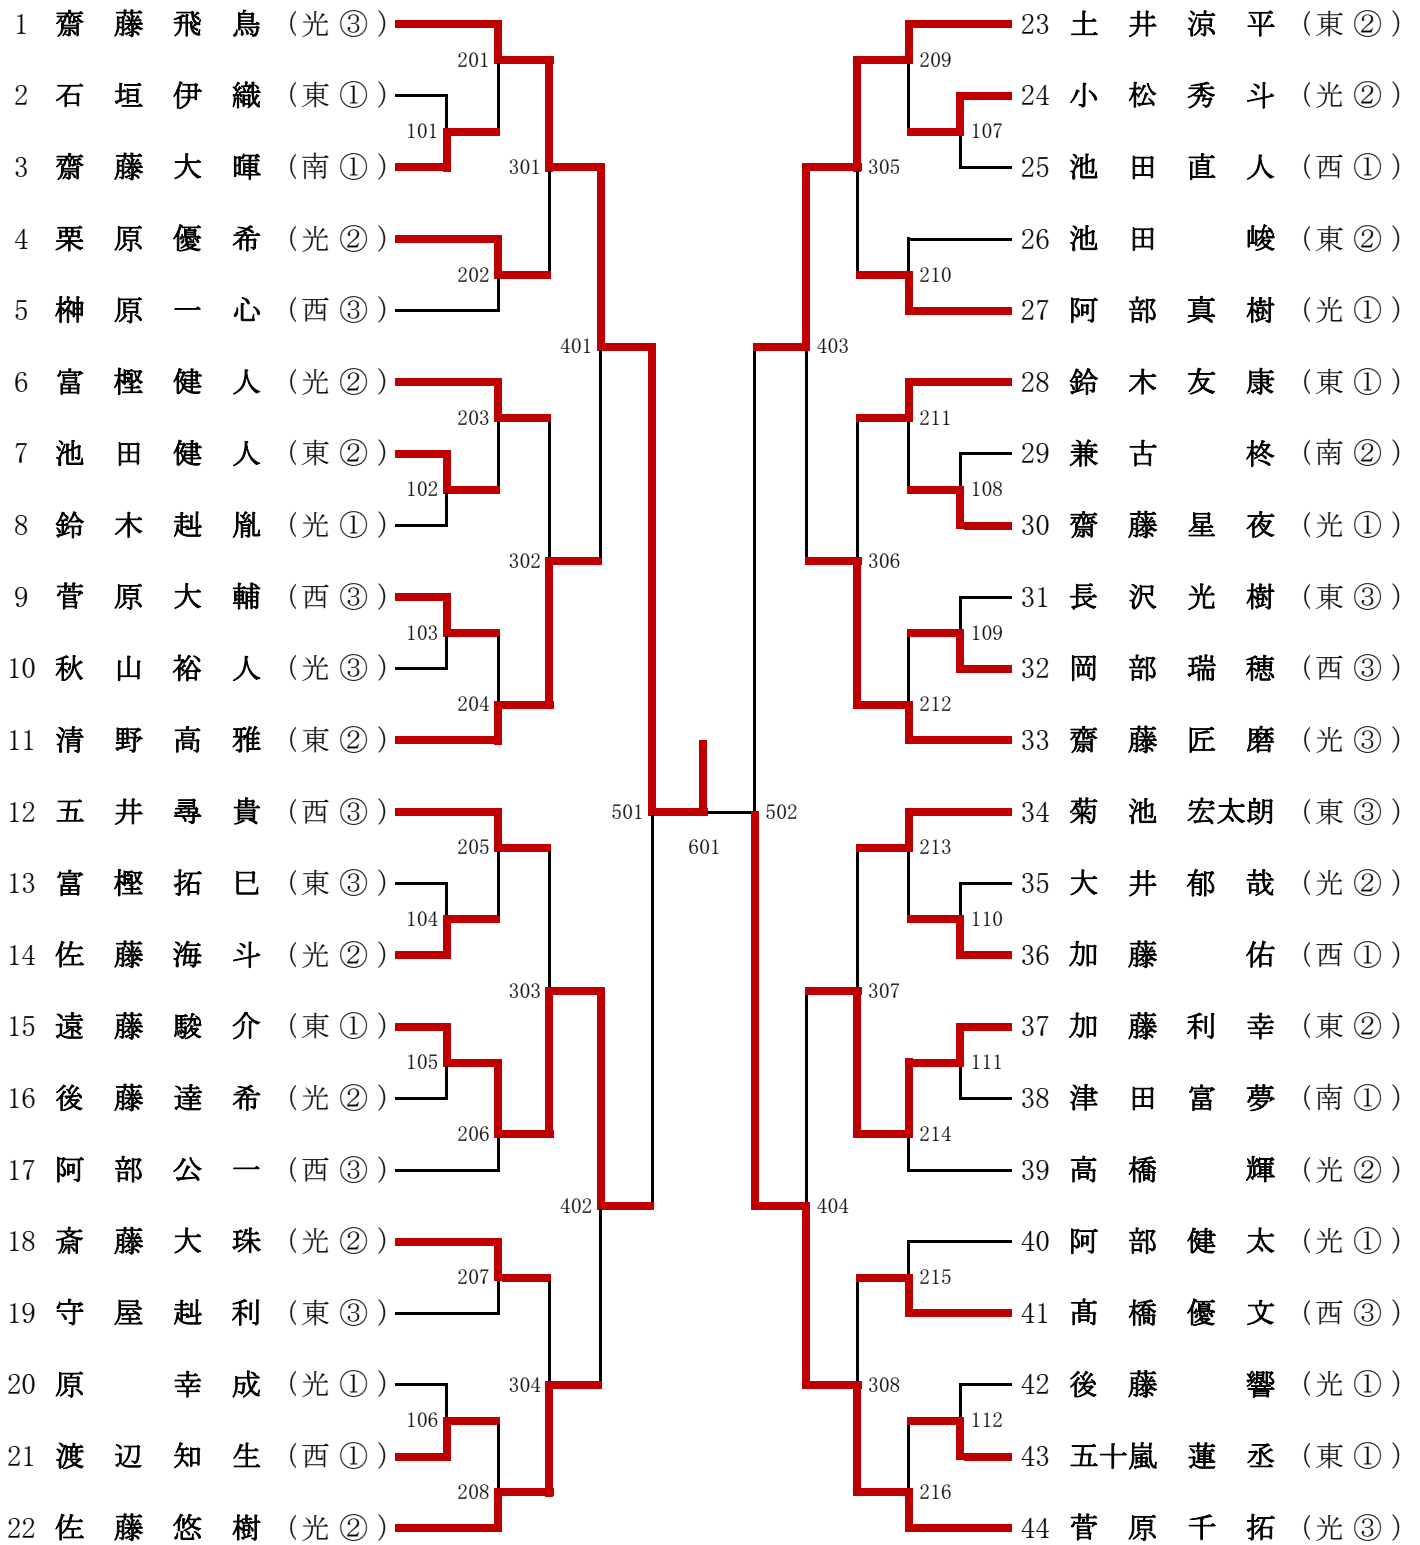 1 齋藤飛鳥 (光③)
2 石垣伊織 (東①)
3 齋藤大暉 (南①)
4 栗原優希 (光②)
5 榊原一心 (西③)
6 富樫健人 (光②)
7 池田健人 (東②)
8 鈴木赳胤 (光①)
9 菅原大輔 (西③)
10 秋山裕人 (光③)
11 清野高雅 (東②)
12 五井尋貴 (西③)
13 富樫拓巳 (東③)
14 佐藤海斗 (光②)
15 遠藤駿介 (東①)
16 後藤達希 (光②)
17 阿部公一 (西③)
18 斎藤大珠 (光②)
19 守屋赳利 (東③)
20 原幸成 (光①)
21 渡辺知生 (西①)
22 佐藤悠樹 (光②)
101
102
103
104
105
106
201
202
203
204
205
206
207
208
301
302
303
304
401
402
501
601
502
403
404
305
306
307
308
209
210
211
212
213
214
215
216
107
108
109
110
111
112
23 土井涼平 (東②)
24 小松秀斗 (光②)
25 池田直人 (西①)
26 池田峻 (東②)
27 阿部真樹 (光①)
28 鈴木友康 (東①)
29 兼古柊 (南②)
30 齋藤星夜 (光①)
31 長沢光樹 (東③)
32 岡部瑞穂 (西③)
33 齋藤匠磨 (光③)
34 菊池宏太朗 (東③)
35 大井郁哉 (光②)
36 加藤佑 (西①)
37 加藤利幸 (東②)
38 津田富夢 (南①)
39 高橋輝 (光②)
40 阿部健太 (光①)
41 髙橋優文 (西③)
42 後藤響 (光①)
43 五十嵐蓮丞 (東①)
44 菅原千拓 (光③)